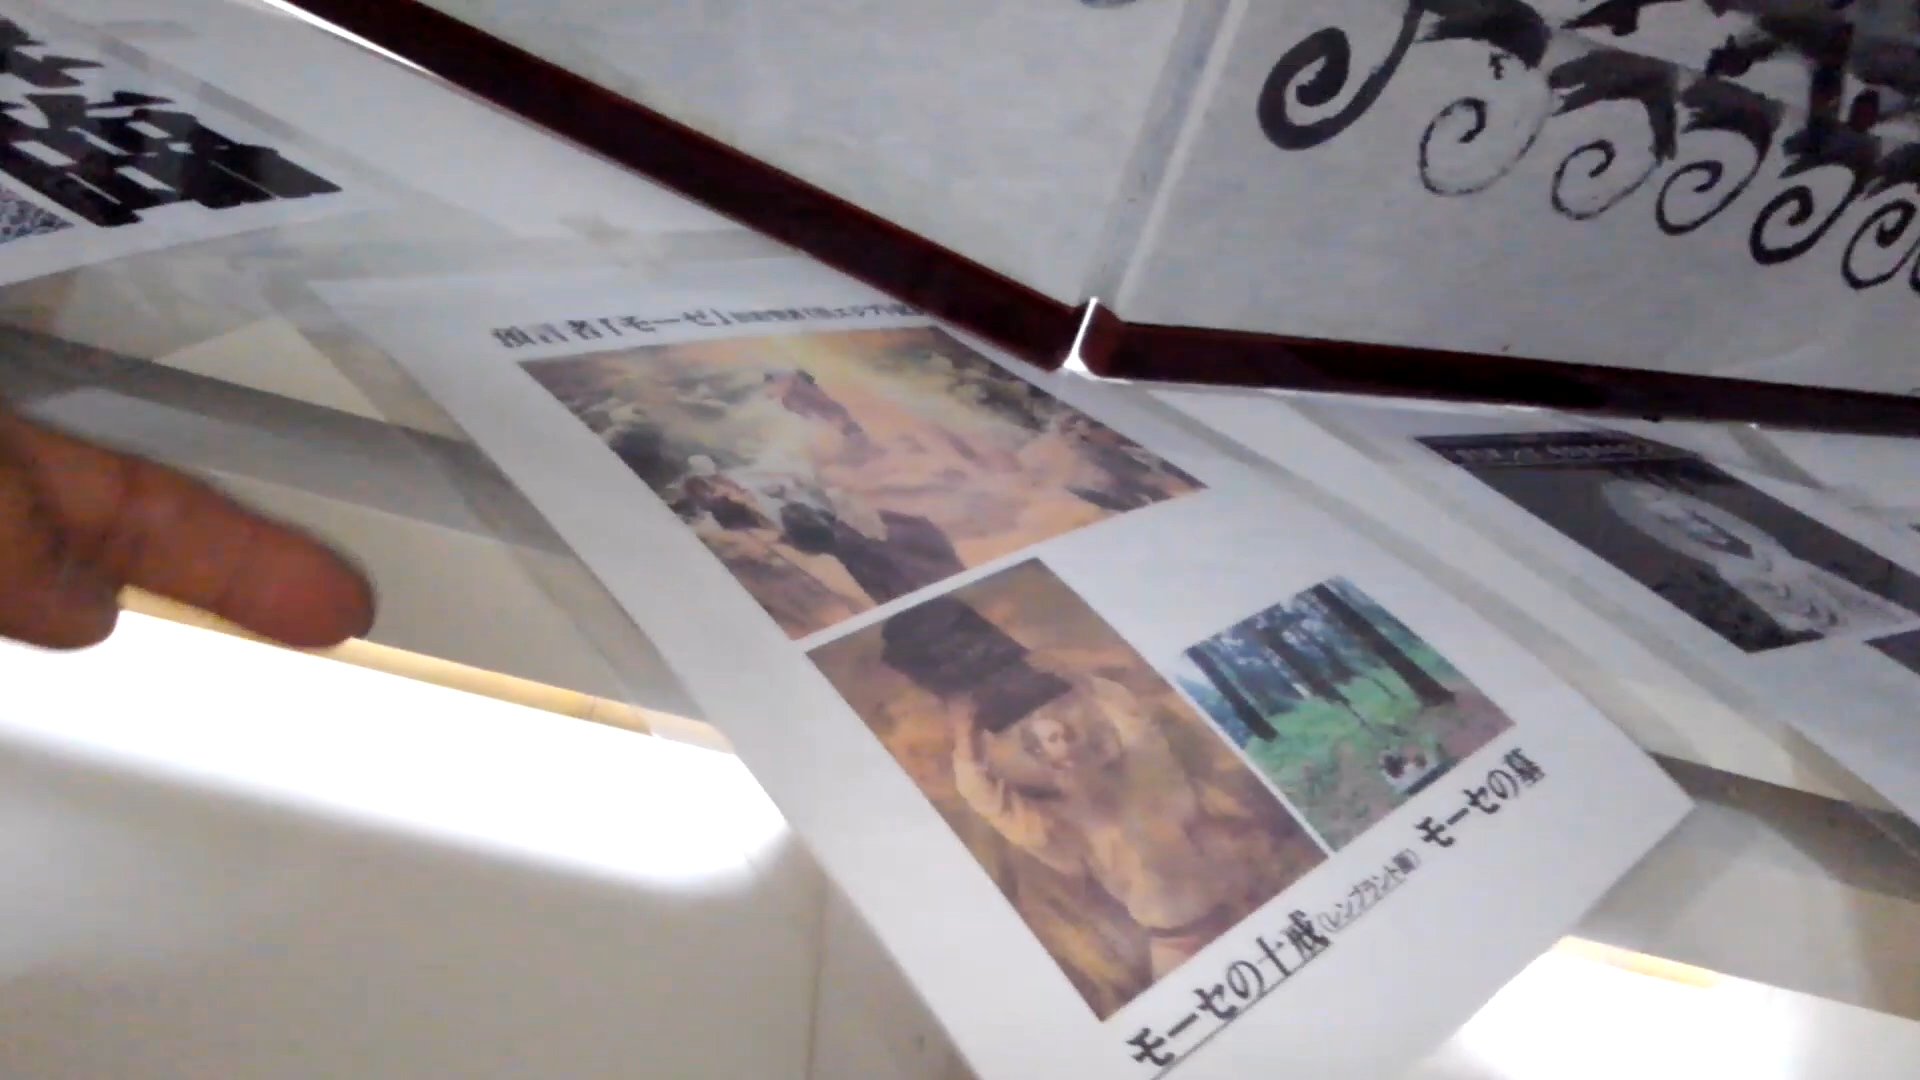 預言者「モーゼ」
モーセの墓
モーセの十戒(レンブラント画)